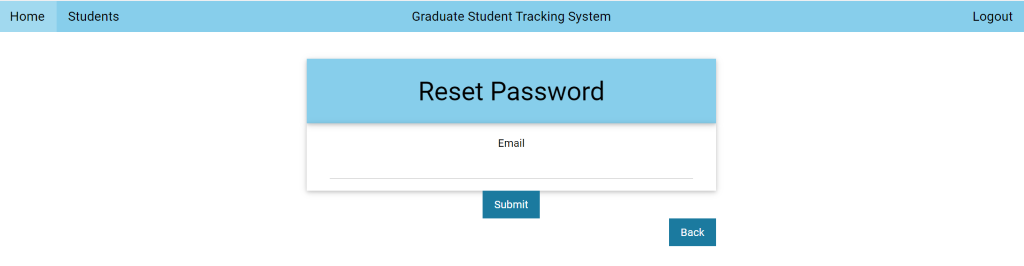 Home Students Graduate Student Tracking System Logout
Reset Password
Email
Submit
Back